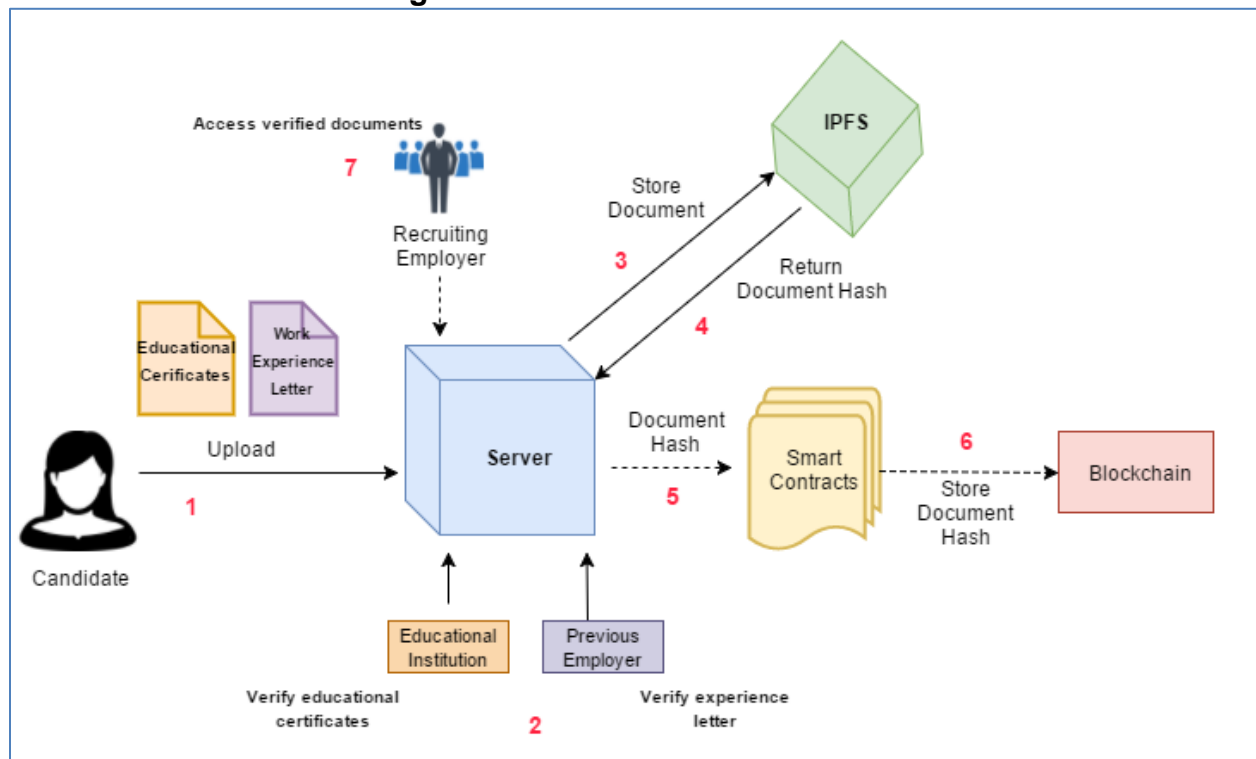 Access verified documents
7
Recruiting
Employer
IPFS
Store
Document
3
Return
Document Hash
4
Educational
Cerificates
Work
Experience
Letter
Upload
1
Candidate
Server
Document
Hash
5
Smart
Contracts
6
Store
Document
Hash
Blockchain
Educational
Institution
Previous
Employer
Verify educational
certificates
2
Verify experience
letter